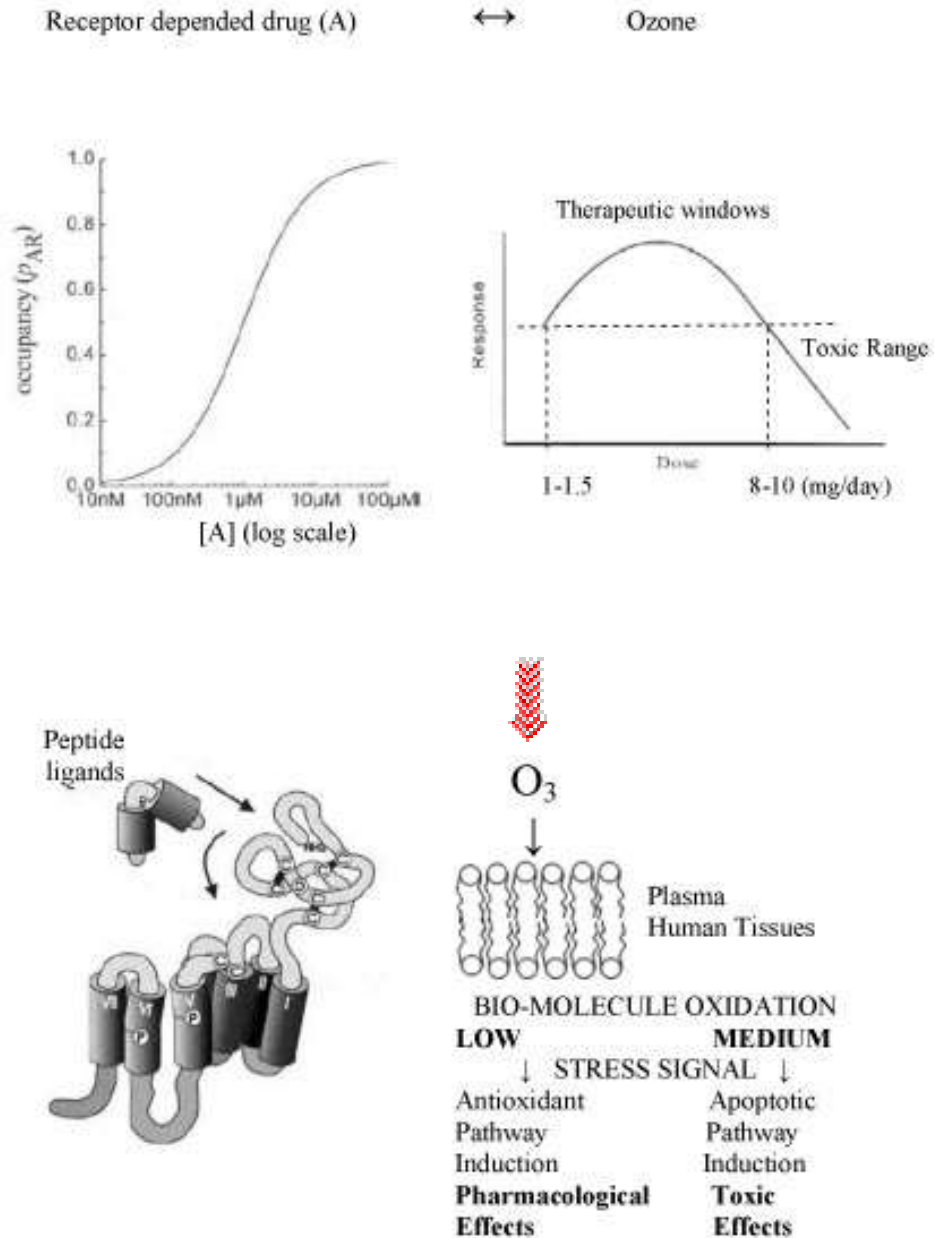 Receptor depended drug (A) ↔ Ozone
1.0
0.8
0.6
0.4
0.2
0.0
occupancy (pAR)
10nM 100nM 1µM 10µM 100µM
[A] (log scale)
Therapeutic windows
Response
Toxic Range
Dose
1-1.5 8-10 (mg/day)
Peptide
ligands
VII VI V I
P P
O3
↓
Plasma
Human Tissues
BIO-MOLECULE OXIDATION
LOW MEDIUM
↓ STRESS SIGNAL ↓
Antioxidant Apoptotic
Pathway Pathway
Induction Induction
Pharmacological Toxic
Effects Effects